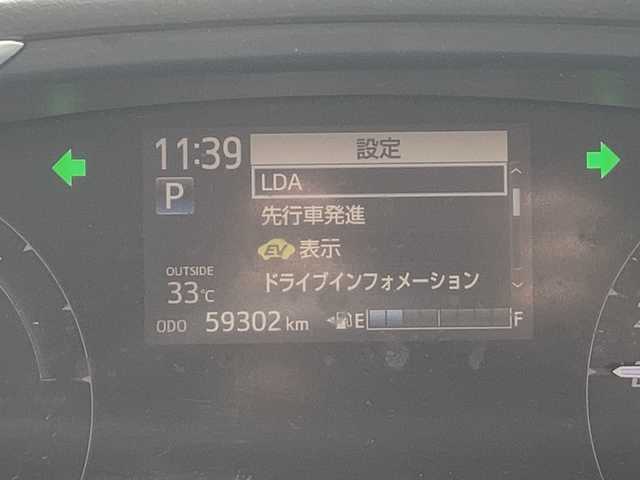 11:39
設定
P
LDA
先行車発進
EV 表示
ドライブインフォメーション
OUTSIDE
33℃
ODO 59302 km
E F